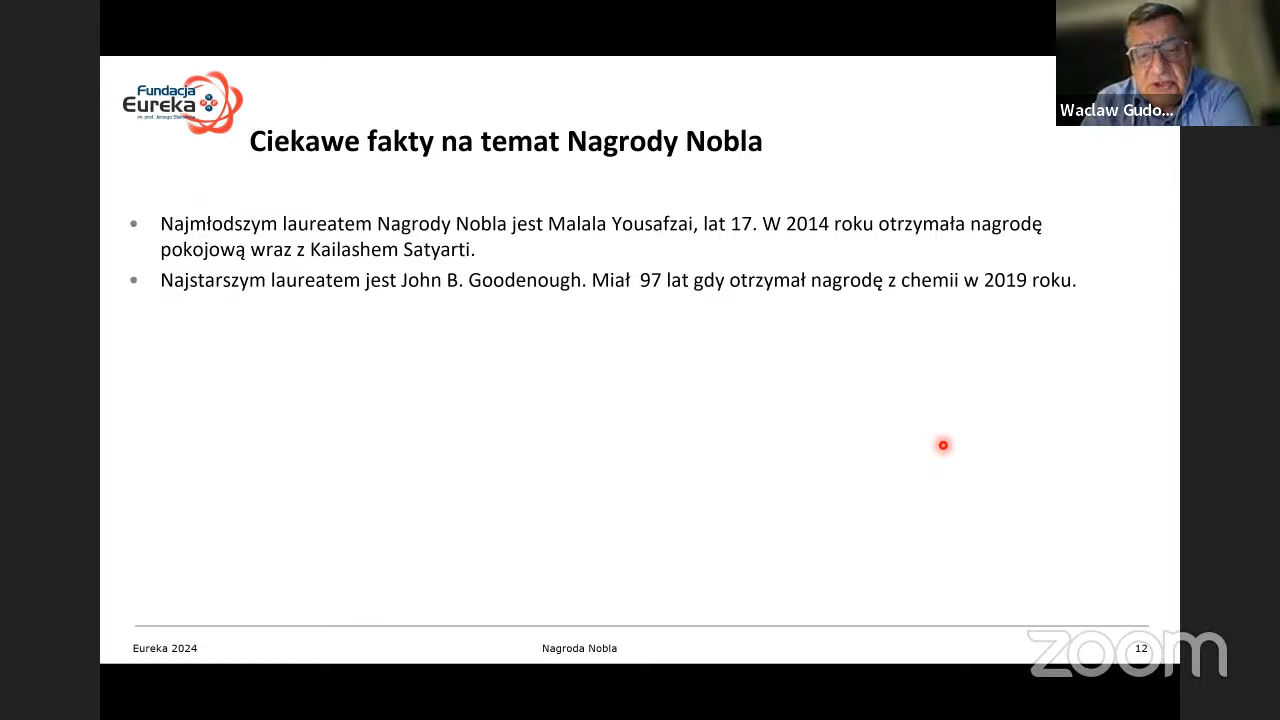 Fundacja
Eureka
im. prof. Jerzego
Waclaw Gudo...
Ciekawe fakty na temat Nagrody Nobla
• Najmłodszym laureatem Nagrody Nobla jest Malala Yousafzai, lat 17. W 2014 roku otrzymała nagrodę
pokojową wraz z Kailashem Satyarti.
• Najstarszym laureatem jest John B. Goodenough. Miał 97 lat gdy otrzymał nagrodę z chemii w 2019 roku.
Eureka 2024
Nagroda Nobla
12
zoom